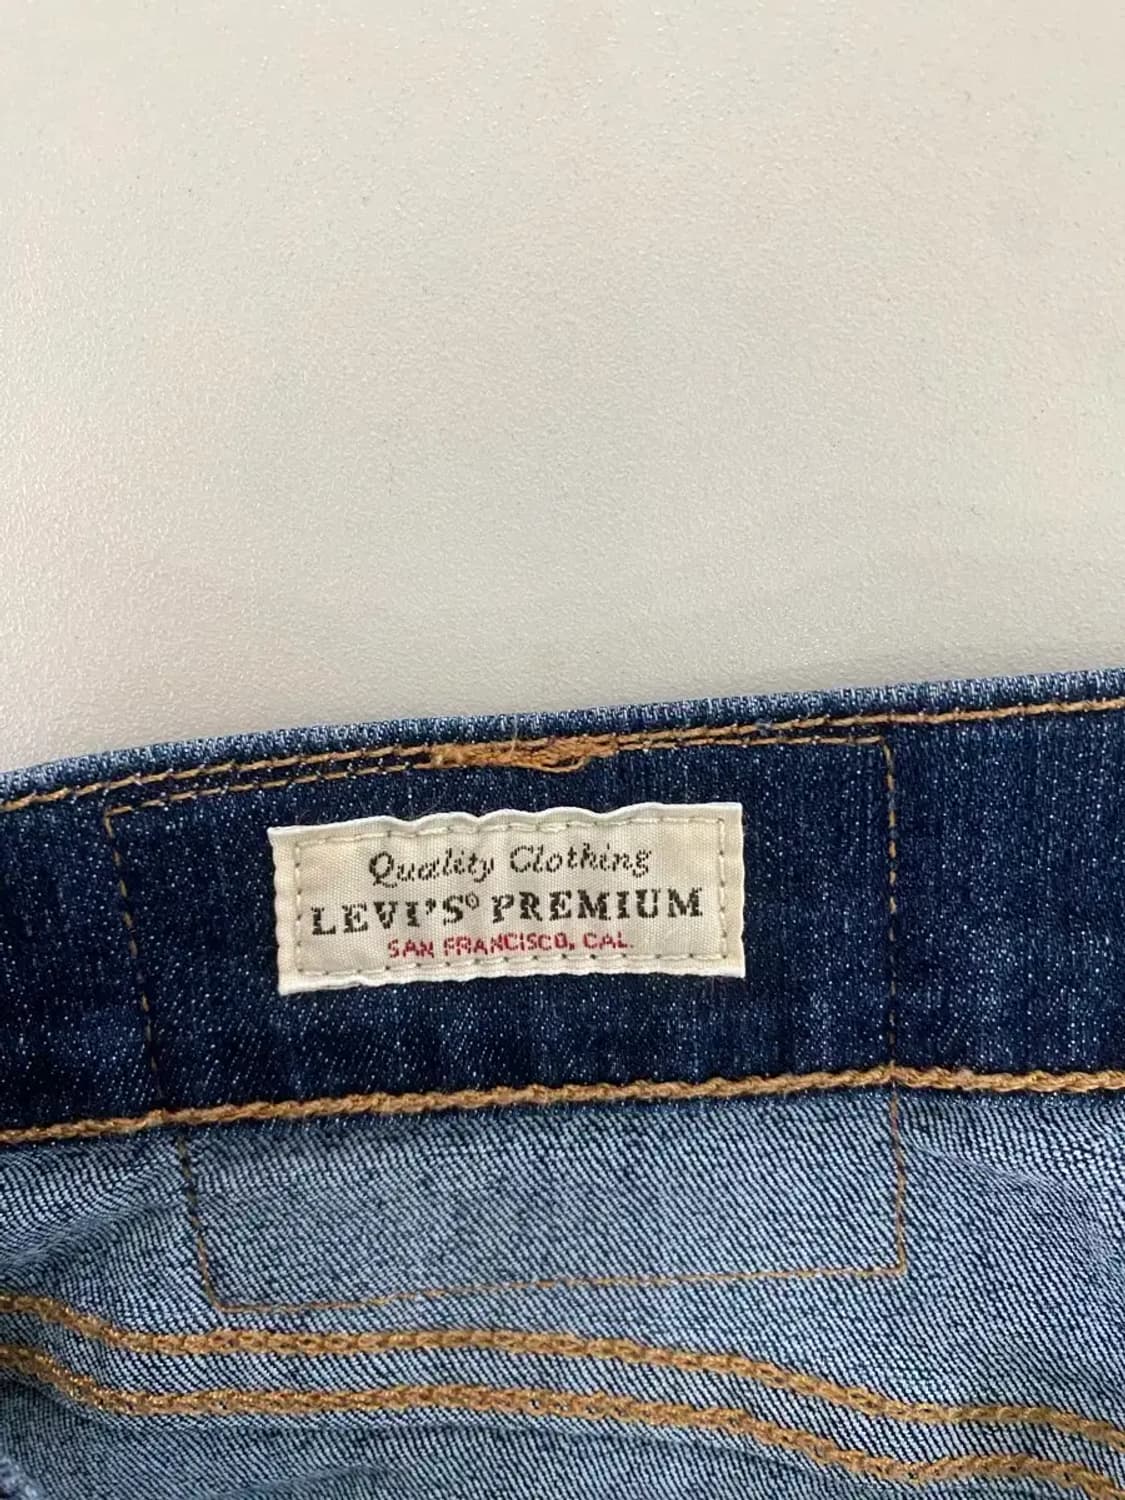 Quality Clothing
LEVI'S® PREMIUM
SAN FRANCISCO, CAL.